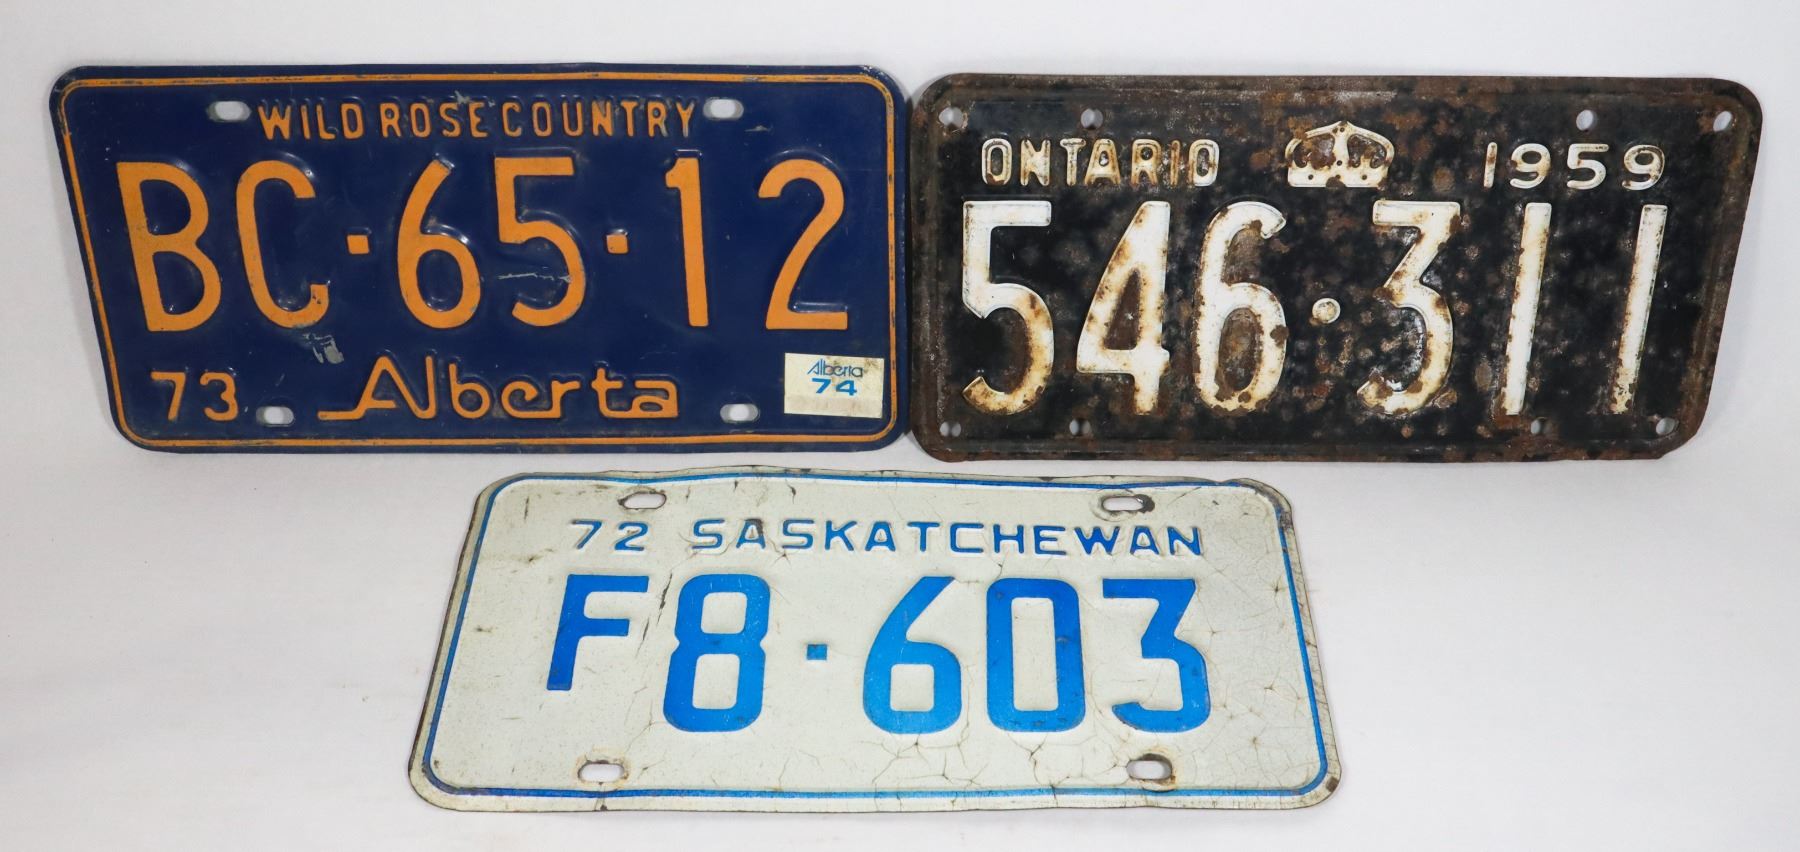 WILD ROSE COUNTRY
BC·65·12
73 Alberta
Alberta
74
ONTARIO 1959
546·311
72 SASKATCHEWAN
F8·603